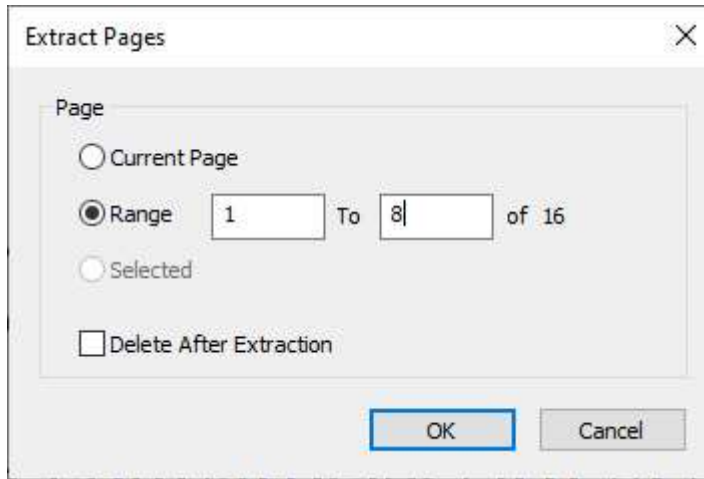 Extract Pages
Page
Current Page
Range 1 To 8 of 16
Selected
Delete After Extraction
OK Cancel